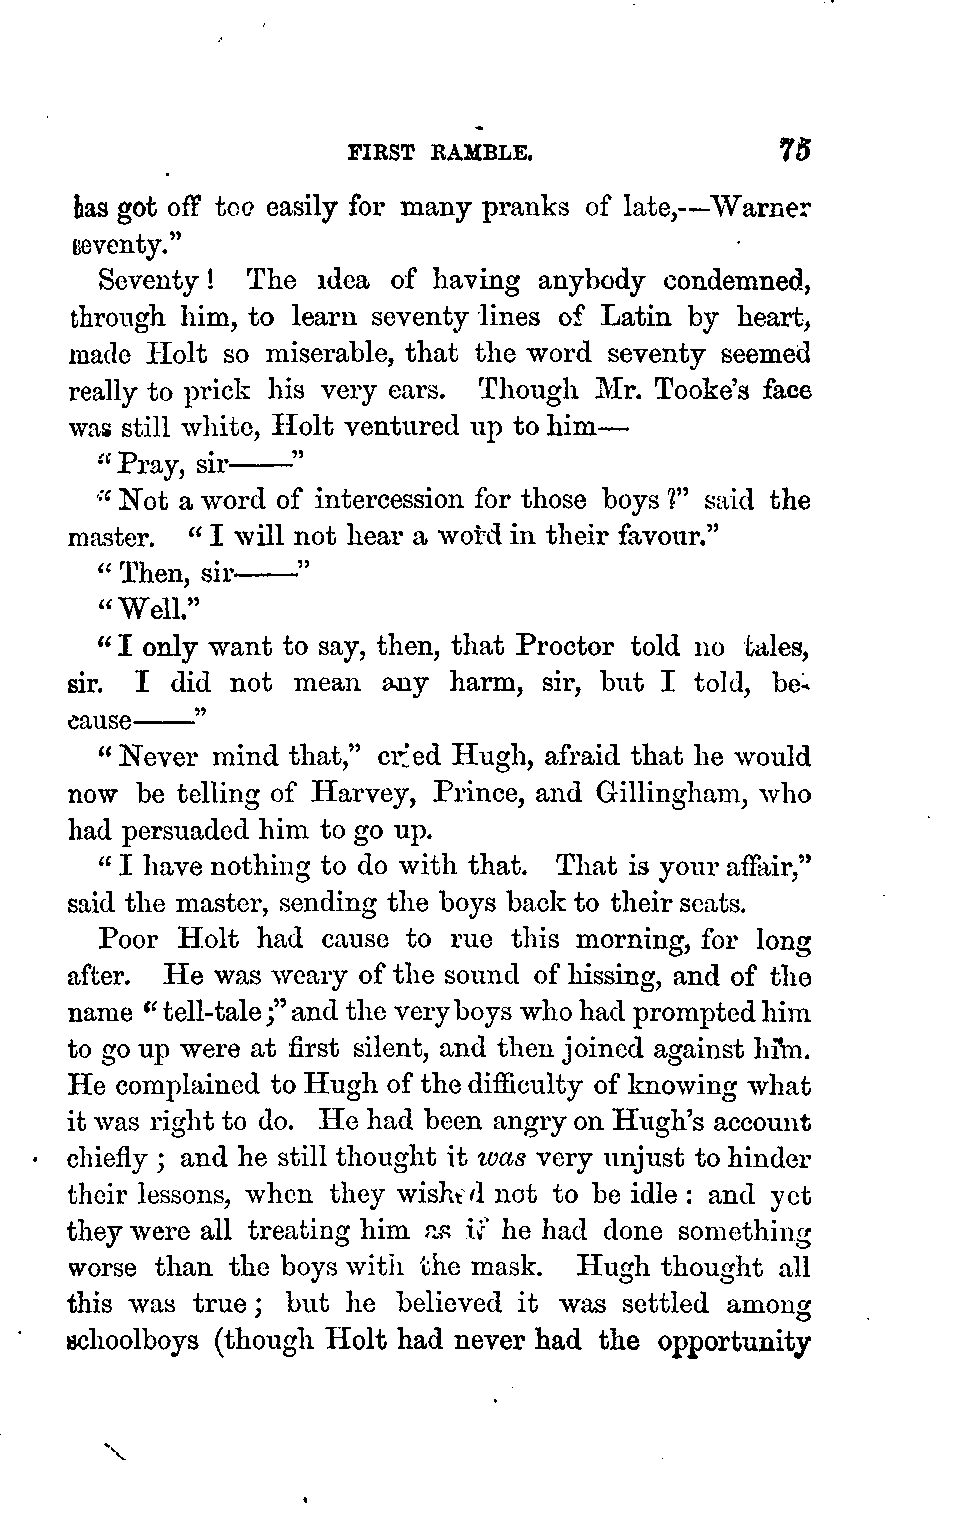 FIRST RAMBLE. 75
has got off too easily for many pranks of late,--Warner
seventy."
Seventy! The idea of having anybody condemned,
through him, to learn seventy lines of Latin by heart,
made Holt so miserable, that the word seventy seemed
really to prick his very ears. Though Mr. Tooke's face
was still white, Holt ventured up to him—
"Pray, sir——"
"Not a word of intercession for those boys?" said the
master. "I will not hear a word in their favour."
"Then, sir——"
"Well."
"I only want to say, then, that Proctor told no tales,
sir. I did not mean any harm, sir, but I told, be-
cause——"
"Never mind that," cried Hugh, afraid that he would
now be telling of Harvey, Prince, and Gillingham, who
had persuaded him to go up.
"I have nothing to do with that. That is your affair,"
said the master, sending the boys back to their seats.
Poor Holt had cause to rue this morning, for long
after. He was weary of the sound of hissing, and of the
name "tell-tale;" and the very boys who had prompted him
to go up were at first silent, and then joined against him.
He complained to Hugh of the difficulty of knowing what
it was right to do. He had been angry on Hugh's account
chiefly; and he still thought it was very unjust to hinder
their lessons, when they wished not to be idle: and yet
they were all treating him as if he had done something
worse than the boys with the mask. Hugh thought all
this was true; but he believed it was settled among
schoolboys (though Holt had never had the opportunity